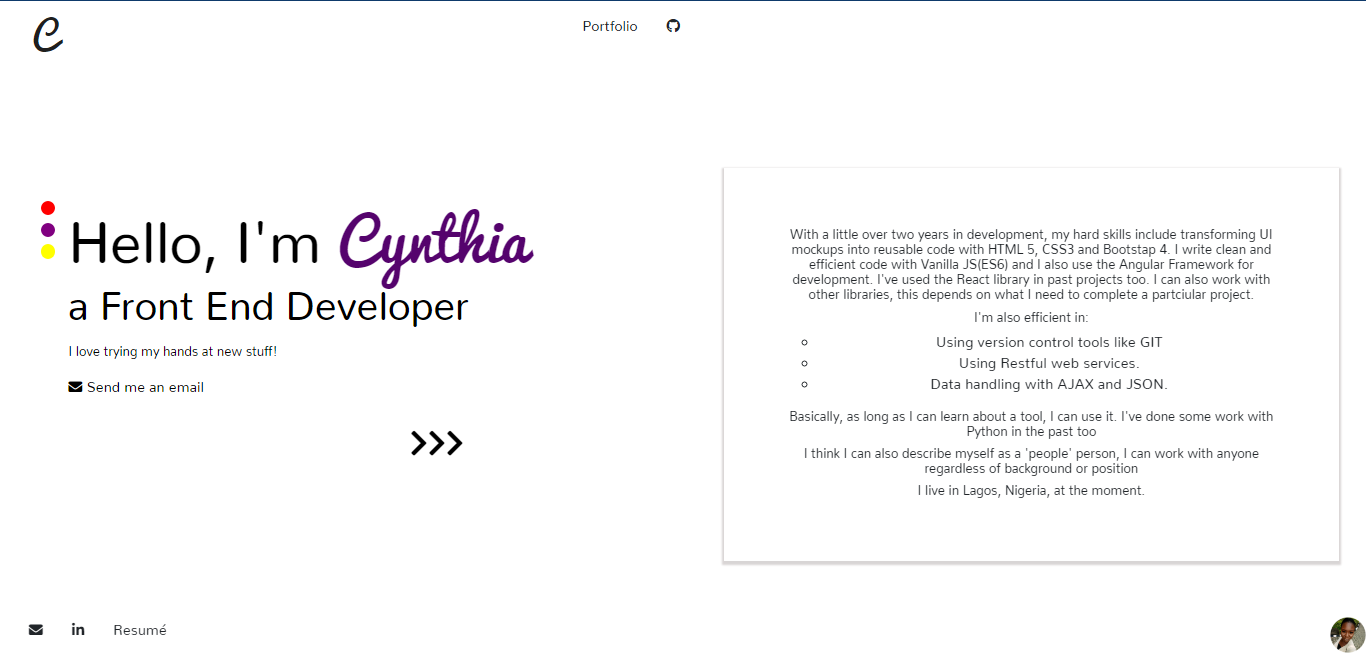 C
Portfolio
Hello, I'm Cynthia
a Front End Developer
I love trying my hands at new stuff!
Send me an email
With a little over two years in development, my hard skills include transforming UI
mockups into reusable code with HTML 5, CSS3 and Bootstap 4. I write clean and
efficient code with Vanilla JS(ES6) and I also use the Angular Framework for
development. I've used the React library in past projects too. I can also work with
other libraries, this depends on what I need to complete a partciular project.
I'm also efficient in:
Using version control tools like GIT
Using Restful web services.
Data handling with AJAX and JSON.
Basically, as long as I can learn about a tool, I can use it. I've done some work with
Python in the past too
I think I can also describe myself as a 'people' person, I can work with anyone
regardless of background or position
I live in Lagos, Nigeria, at the moment.
in
Resumé